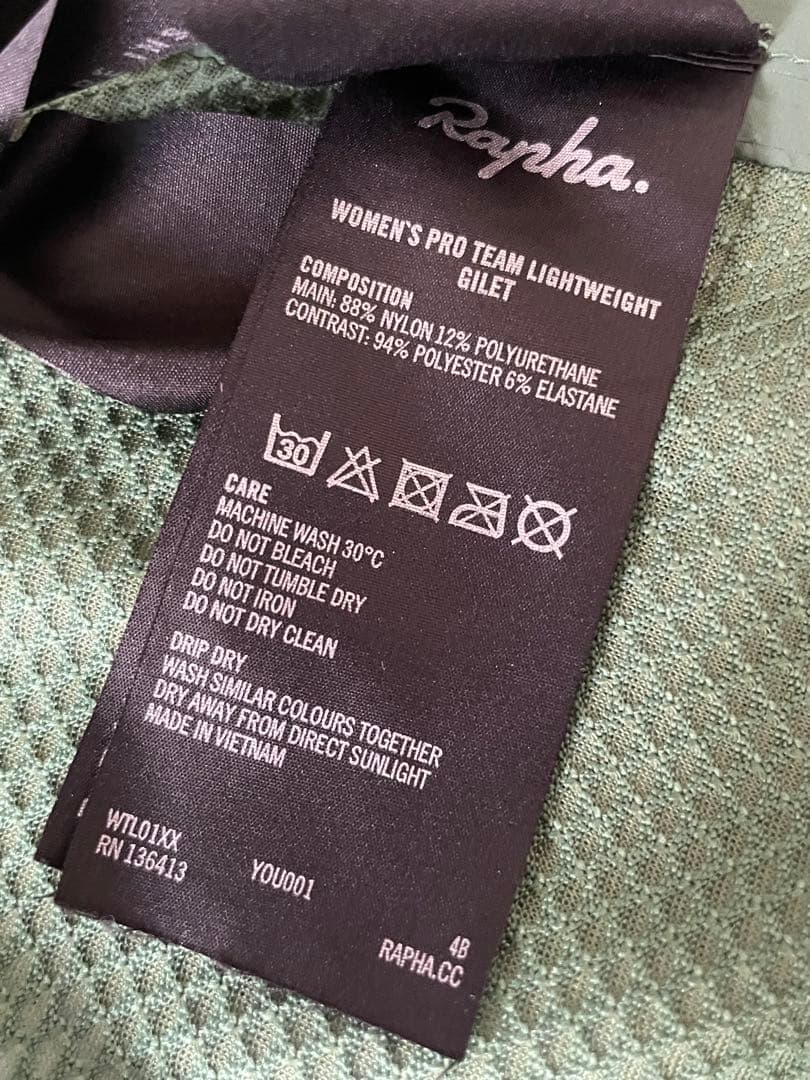 Rapha.
WOMEN'S PRO TEAM LIGHTWEIGHT
GILET
COMPOSITION
MAIN: 88% NYLON 12% POLYURETHANE
CONTRAST: 94% POLYESTER 6% ELASTANE
30
CARE
MACHINE WASH 30°C
DO NOT BLEACH
DO NOT TUMBLE DRY
DO NOT IRON
DO NOT DRY CLEAN
DRIP DRY
WASH SIMILAR COLOURS TOGETHER
DRY AWAY FROM DIRECT SUNLIGHT
MADE IN VIETNAM
WTL01XX
RN 136413 YOU001
4B
RAPHA.CC